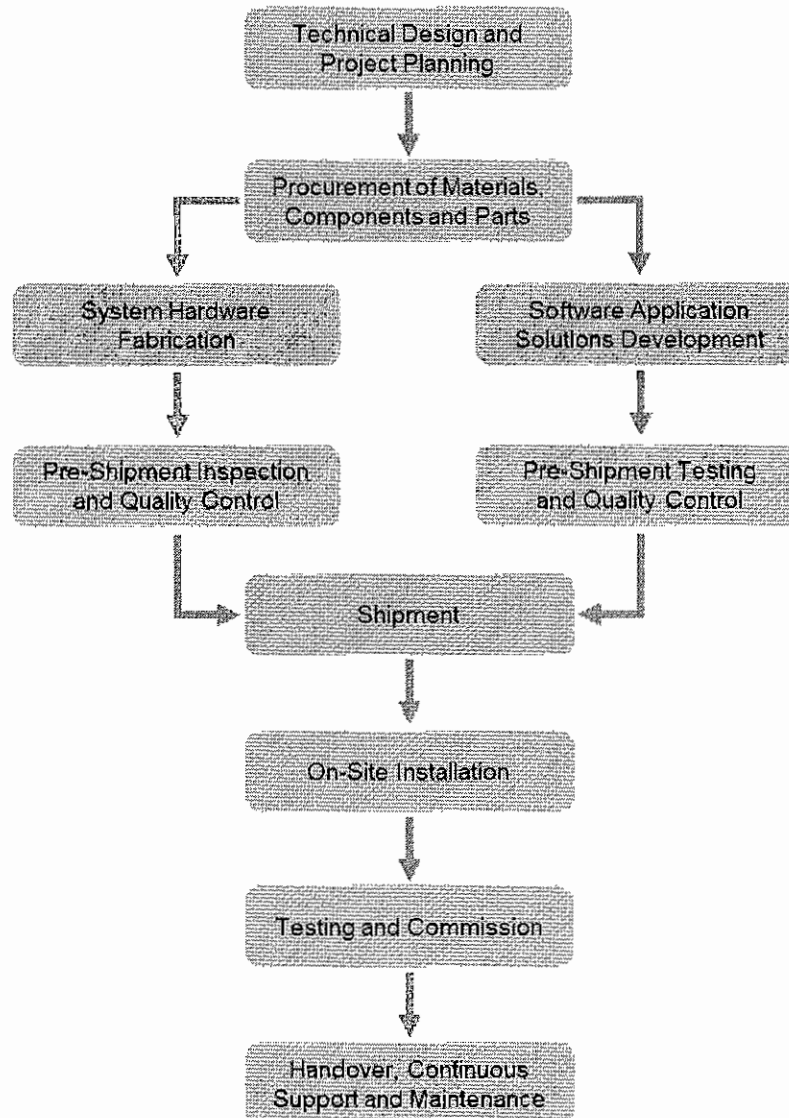 Technical Design and
Project Planning
Procurement of Materials,
Components and Parts
System Hardware
Fabrication
Software Application
Solutions Development
Pre-Shipment Inspection
and Quality Control
Pre-Shipment Testing
and Quality Control
Shipment
On-Site Installation
Testing and Commission
Handover, Continuous
Support and Maintenance